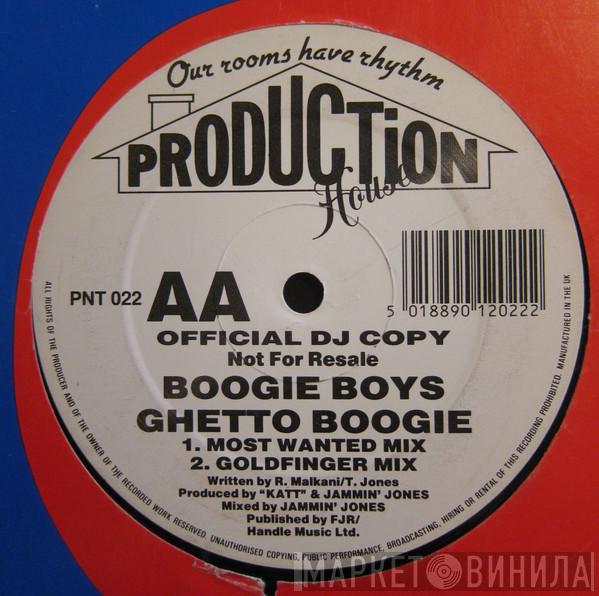 Our rooms have rhythm
PRODUCTiON
House
PNT 022 AA
5 018890 120222
OFFICIAL DJ COPY
Not For Resale
BOOGIE BOYS
GHETTO BOOGIE
1. MOST WANTED MIX
2. GOLDFINGER MIX
Written by R. Malkani/T. Jones
Produced by "KATT" & JAMMIN' JONES
Mixed by JAMMIN' JONES
Published by FJR/
Handle Music Ltd.
ALL RIGHTS OF THE PRODUCER AND OF THE OWNER OF THE RECORDED WORK RESERVED. UNAUTHORISED COPYING, PUBLIC PERFORMANCE, BROADCASTING, HIRING OR RENTAL OF THIS RECORDING PROHIBITED. MANUFACTURED IN THE UK
МАРКЕТ ВИНИЛА